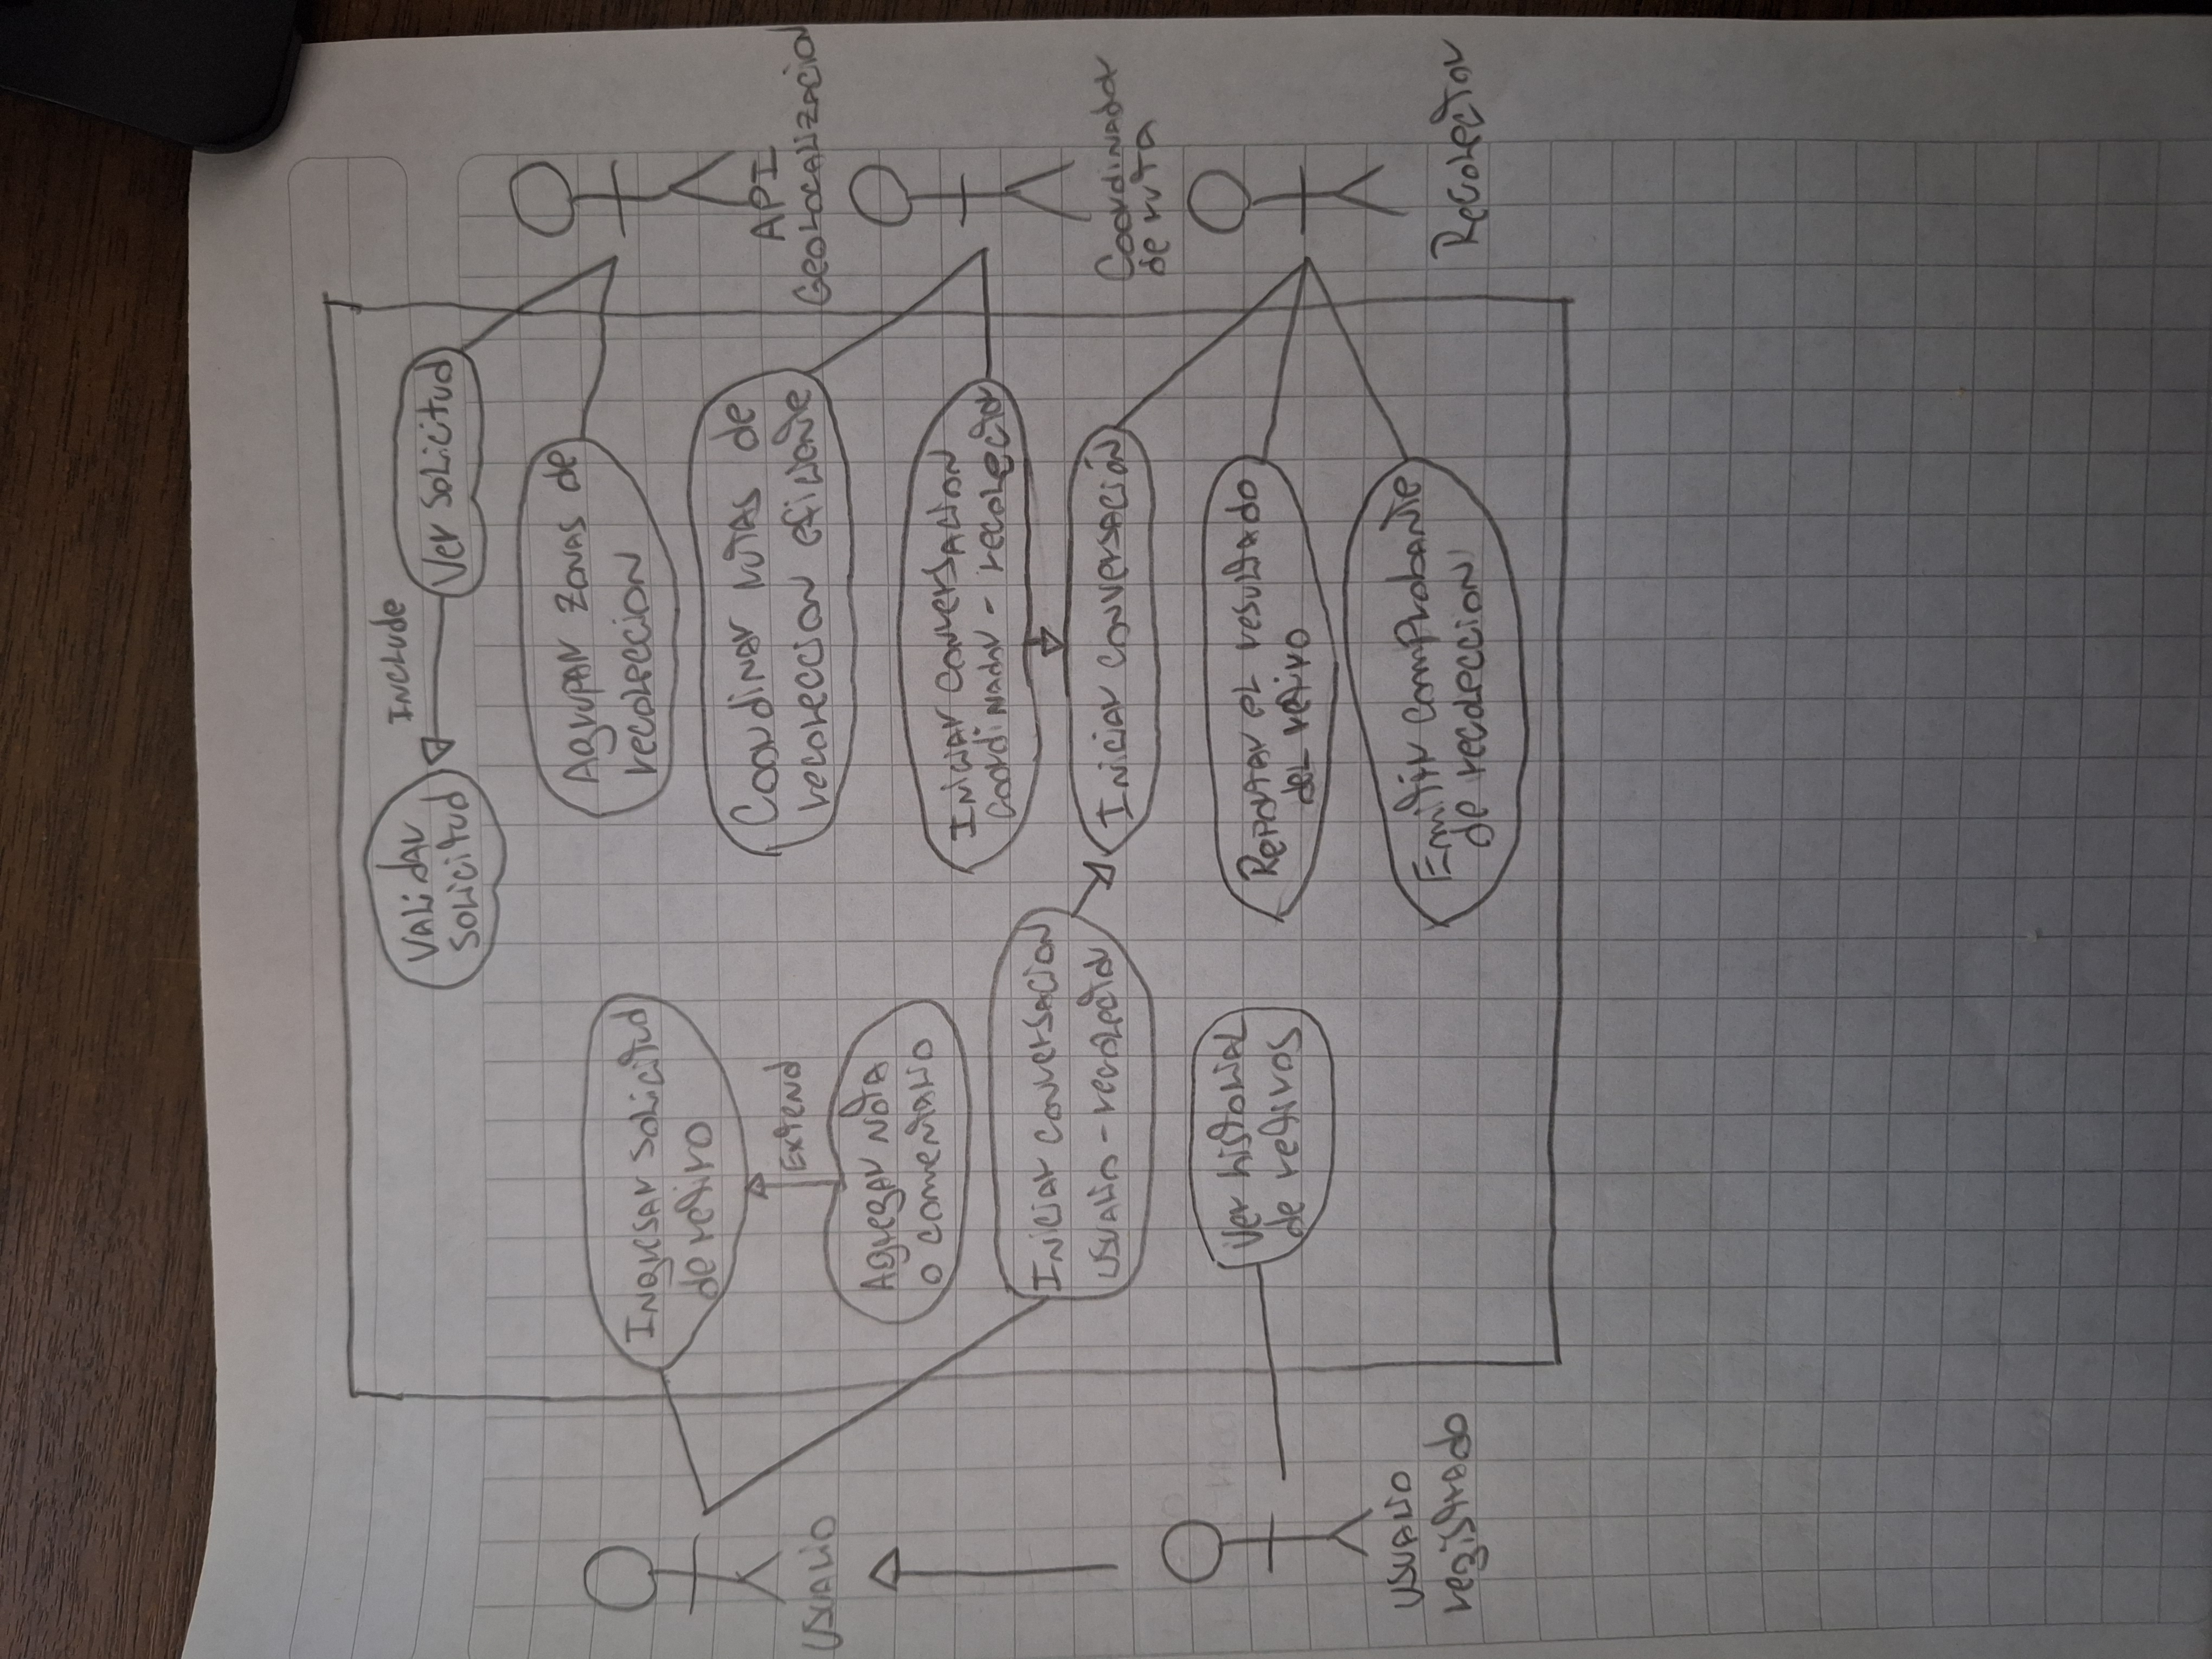 Validar
solicitud
Include
Ver solicitud
Agrupar zonas de
recoleccion
Ingresar solicitud
de retiro
Coordinar rutas de
recoleccion eficiente
API
Geolocalizacion
Usuario
Extend
Agregar nota
o comentario
Iniciar conversacion
coordinador - recolector
Iniciar conversacion
usuario - recolector
Iniciar conversación
Coordinador
de ruta
Ver historial
de retiros
Reportar el resultado
del retiro
Usuario
registrado
Emitir comprobante
de recoleccion
Recolector